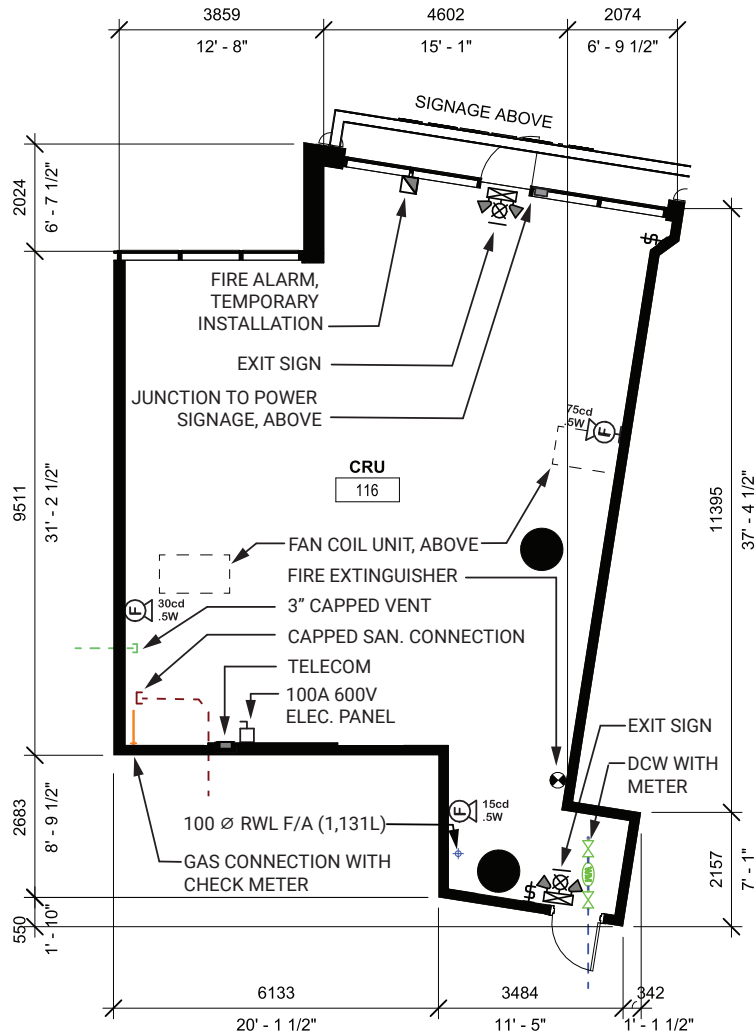 3859
4602
2074
12' - 8"
15' - 1"
6' - 9 1/2"
SIGNAGE ABOVE
2024
6' - 7 1/2"
$
FIRE ALARM,
TEMPORARY
INSTALLATION
EXIT SIGN
JUNCTION TO POWER
SIGNAGE, ABOVE
75cd
.5W
F
CRU
116
9511
31' - 2 1/2"
11395
37' - 4 1/2"
FAN COIL UNIT, ABOVE
FIRE EXTINGUISHER
F
30cd
.5W
3” CAPPED VENT
CAPPED SAN. CONNECTION
TELECOM
100A 600V
ELEC. PANEL
EXIT SIGN
DCW WITH
METER
2683
8' - 9 1/2"
F
15cd
.5W
100 Ø RWL F/A (1,131L)
GAS CONNECTION WITH
CHECK METER
WM
$
2157
7' - 1"
550
1' - 10"
6133
3484
342
20' - 1 1/2"
11' - 5"
1' - 1 1/2"